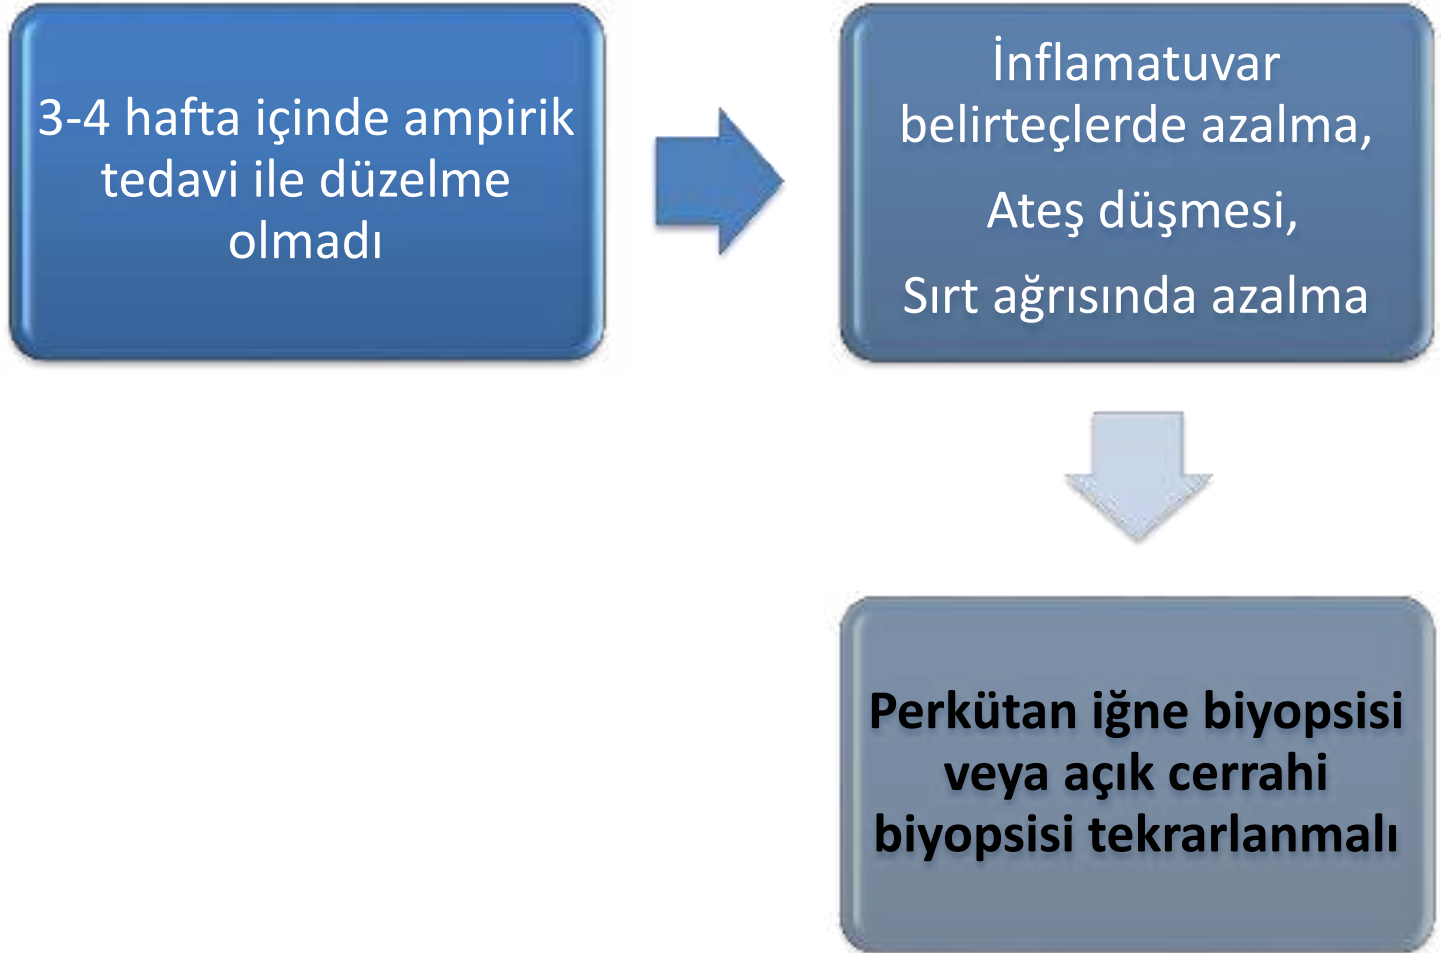 3-4 hafta içinde ampirik
tedavi ile düzelme
olmadı
İnflamatuvar
belirteçlerde azalma,
Ateş düşmesi,
Sırt ağrısında azalma
Perkütan iğne biyopsisi
veya açık cerrahi
biyopsisi tekrarlanmalı